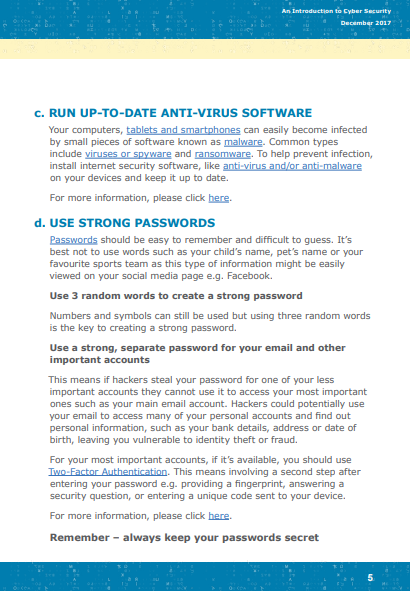 An Introduction to Cyber Security
December 2017
c. RUN UP-TO-DATE ANTI-VIRUS SOFTWARE
Your computers, tablets and smartphones can easily become infected
by small pieces of software known as malware. Common types
include viruses or spyware and ransomware. To help prevent infection,
install internet security software, like anti-virus and/or anti-malware
on your devices and keep it up to date.
For more information, please click here.
d. USE STRONG PASSWORDS
Passwords should be easy to remember and difficult to guess. It's
best not to use words such as your child's name, pet's name or your
favourite sports team as this type of information might be easily
viewed on your social media page e.g. Facebook.
Use 3 random words to create a strong password
Numbers and symbols can still be used but using three random words
is the key to creating a strong password.
Use a strong, separate password for your email and other
important accounts
This means if hackers steal your password for one of your less
important accounts they cannot use it to access your most important
ones such as your main email account. Hackers could potentially use
your email to access many of your personal accounts and find out
personal information, such as your bank details, address or date of
birth, leaving you vulnerable to identity theft or fraud.
For your most important accounts, if it's available, you should use
Two-Factor Authentication. This means involving a second step after
entering your password e.g. providing a fingerprint, answering a
security question, or entering a unique code sent to your device.
For more information, please click here.
Remember – always keep your passwords secret
5